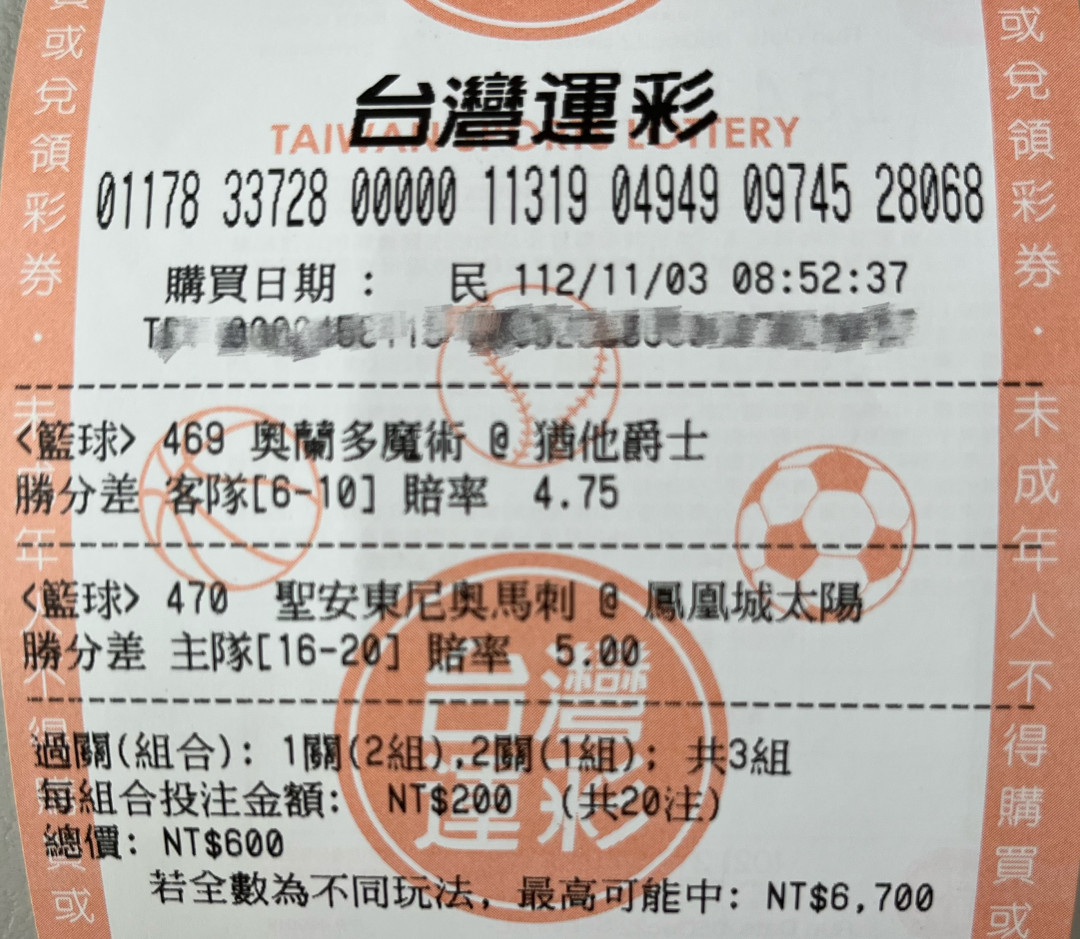 台灣運彩
TAIWAN SPORTS LOTTERY
01178 33728 00000 11319 04949 09745 28068
購買日期： 民 112/11/03 08:52:37
<籃球> 469 奧蘭多魔術 @ 猶他爵士
勝分差 客隊[6-10] 賠率 4.75
<籃球> 470 聖安東尼奧馬刺 @ 鳳凰城太陽
勝分差 主隊[16-20] 賠率 5.00
台灣
運彩
過關(組合): 1關(2組),2關(1組); 共3組
每組合投注金額: NT$200 (共20注)
總價: NT$600
若全數為不同玩法, 最高可能中: NT$6,700
或兌領彩券．未成年人不得購買或
或兌領彩券．未成年人不得購買或